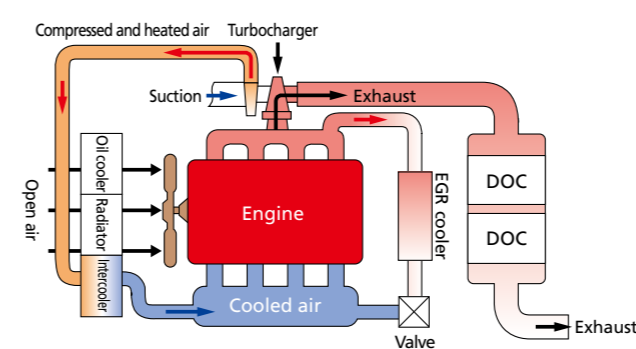 Compressed and heated air
Turbocharger
Suction
Exhaust
Oil cooler
Radiator
Intercooler
Open air
Engine
EGR cooler
DOC
DOC
Cooled air
Valve
Exhaust